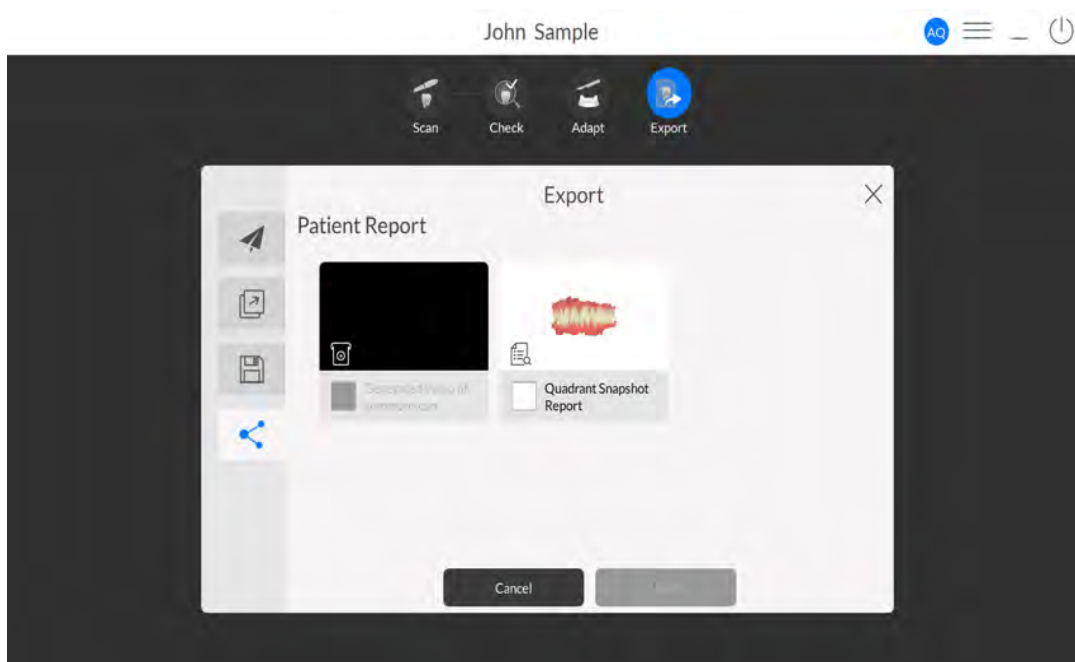 John Sample
AQ
Scan
Check
Adapt
Export
Export
Patient Report
Quadrant Snapshot
Report
Cancel